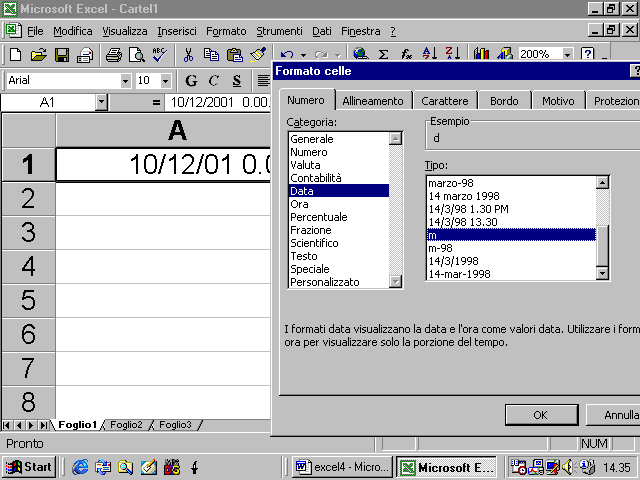 Microsoft Excel - Cartel1
File Modifica Visualizza Inserisci Formato Strumenti Dati Finestra ?
Σ fx 200% ?
Arial 10 G C S
A1 = 10/12/2001 0.00.
A
1 10/12/01 0.0
2
3
4
5
6
7
8
Foglio1 Foglio2 Foglio3
Pronto
NUM
Formato celle ?
Numero Allineamento Carattere Bordo Motivo Protezion
Categoria:
Generale
Numero
Valuta
Contabilità
Data
Ora
Percentuale
Frazione
Scientifico
Testo
Speciale
Personalizzato
Esempio
d
Tipo:
marzo-98
14 marzo 1998
14/3/98 1.30 PM
14/3/98 13.30
m
m-98
14/3/1998
14-mar-1998
I formati data visualizzano la data e l'ora come valori data. Utilizzare i form
ora per visualizzare solo la porzione del tempo.
OK Annulla
Start excel4 - Micro... Microsoft E... 14.35